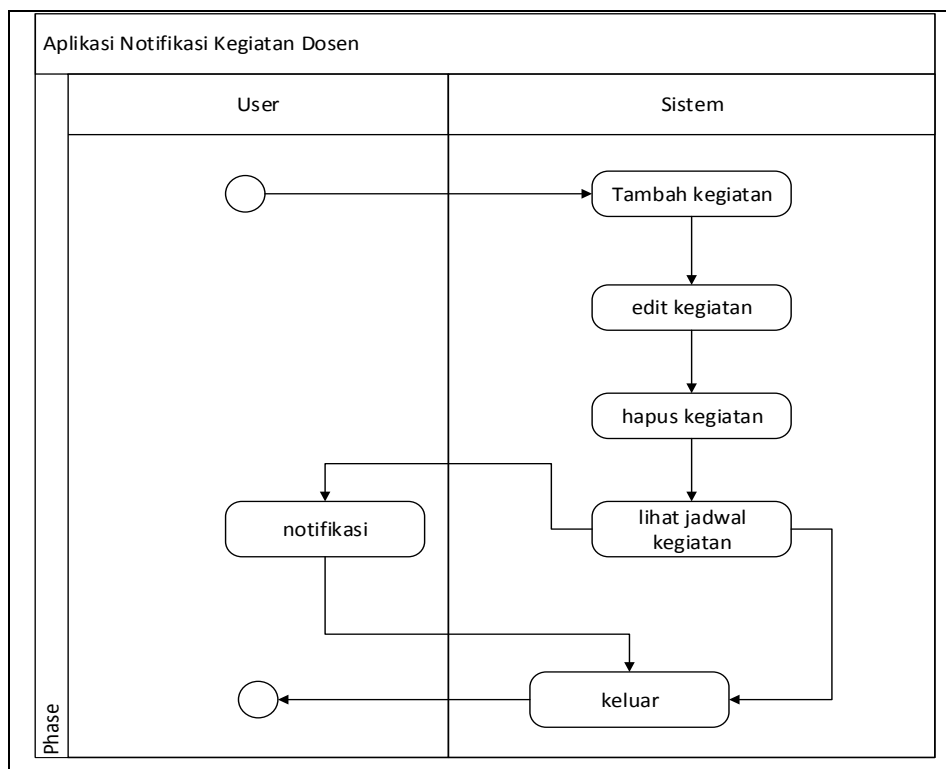 Aplikasi Notifikasi Kegiatan Dosen
User
Sistem
Tambah kegiatan
edit kegiatan
hapus kegiatan
notifikasi
lihat jadwal
kegiatan
keluar
Phase